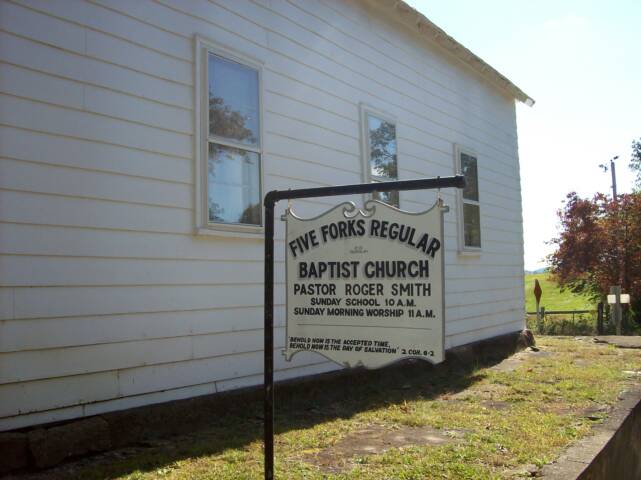 FIVE FORKS REGULAR
BAPTIST CHURCH
PASTOR ROGER SMITH
SUNDAY SCHOOL 10 A.M.
SUNDAY MORNING WORSHIP 11 A.M.
"BEHOLD NOW IS THE ACCEPTED TIME,
BEHOLD NOW IS THE DAY OF SALVATION" 2 COR. 6-2